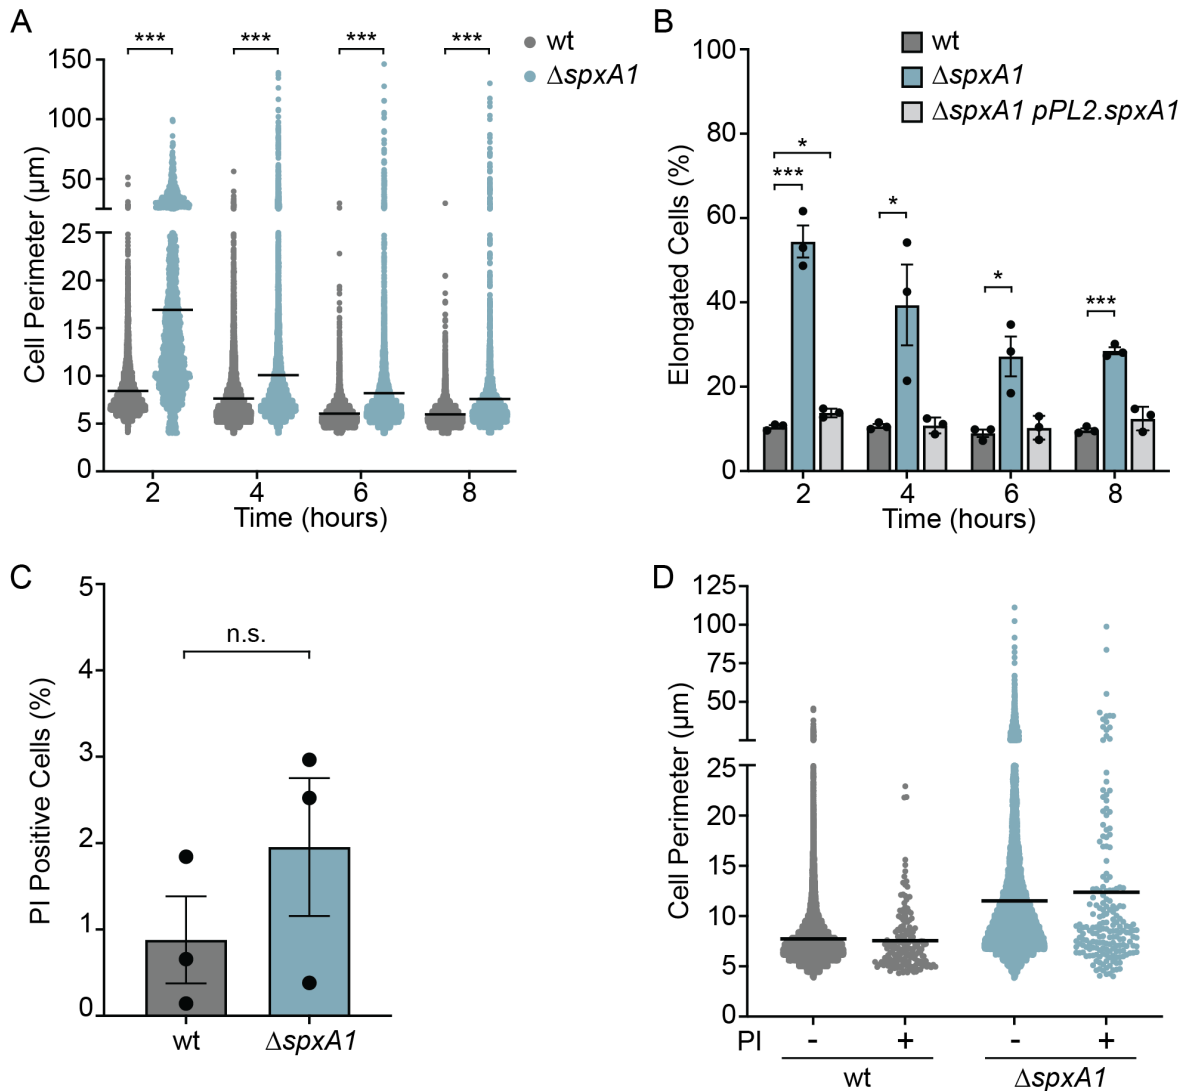 A
*** *** *** ***
wt
ΔspxA1
150
100
50
25
20
15
10
5
0
Cell Perimeter (μm)
2 4 6 8
Time (hours)
B
wt
ΔspxA1
ΔspxA1 pPL2.spxA1
100
80
60
40
20
0
Elongated Cells (%)
*
***
*
*
***
2 4 6 8
Time (hours)
C
5
4
3
2
1
0
PI Positive Cells (%)
n.s.
wt ΔspxA1
D
125
100
75
50
25
20
15
10
5
0
Cell Perimeter (μm)
PI - + - +
wt ΔspxA1